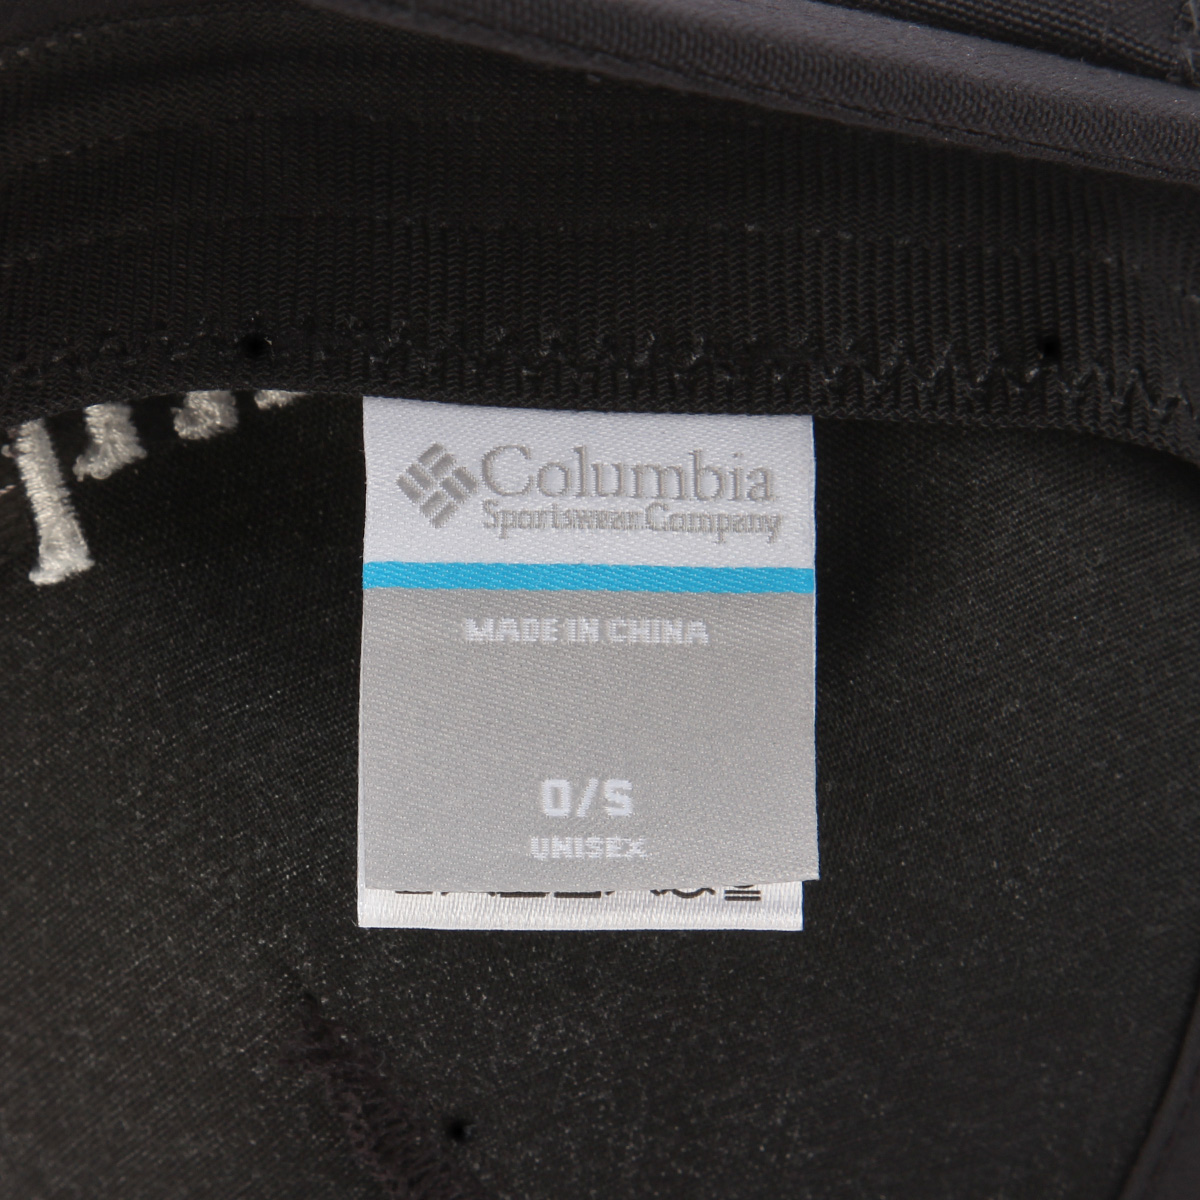 Columbia
Sportswear Company
MADE IN CHINA
O/S
UNISEX